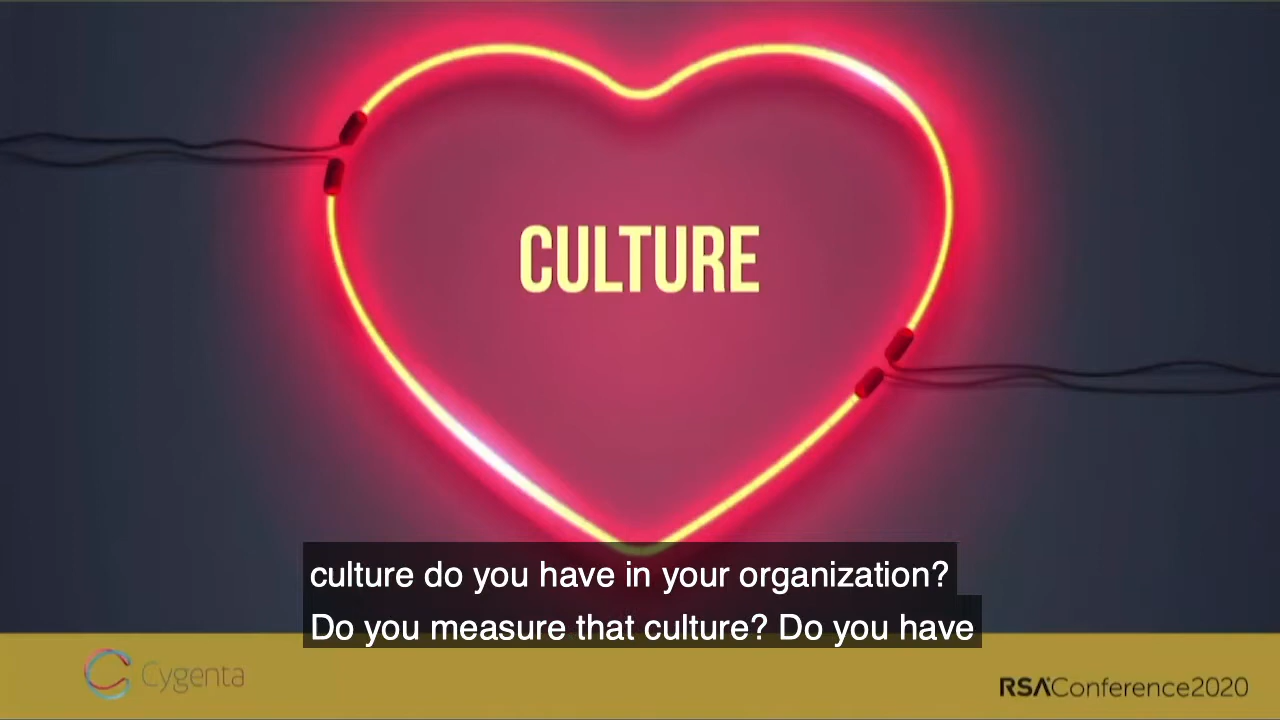 CULTURE
culture do you have in your organization?
Do you measure that culture? Do you have
Cygenta
RSAConference2020